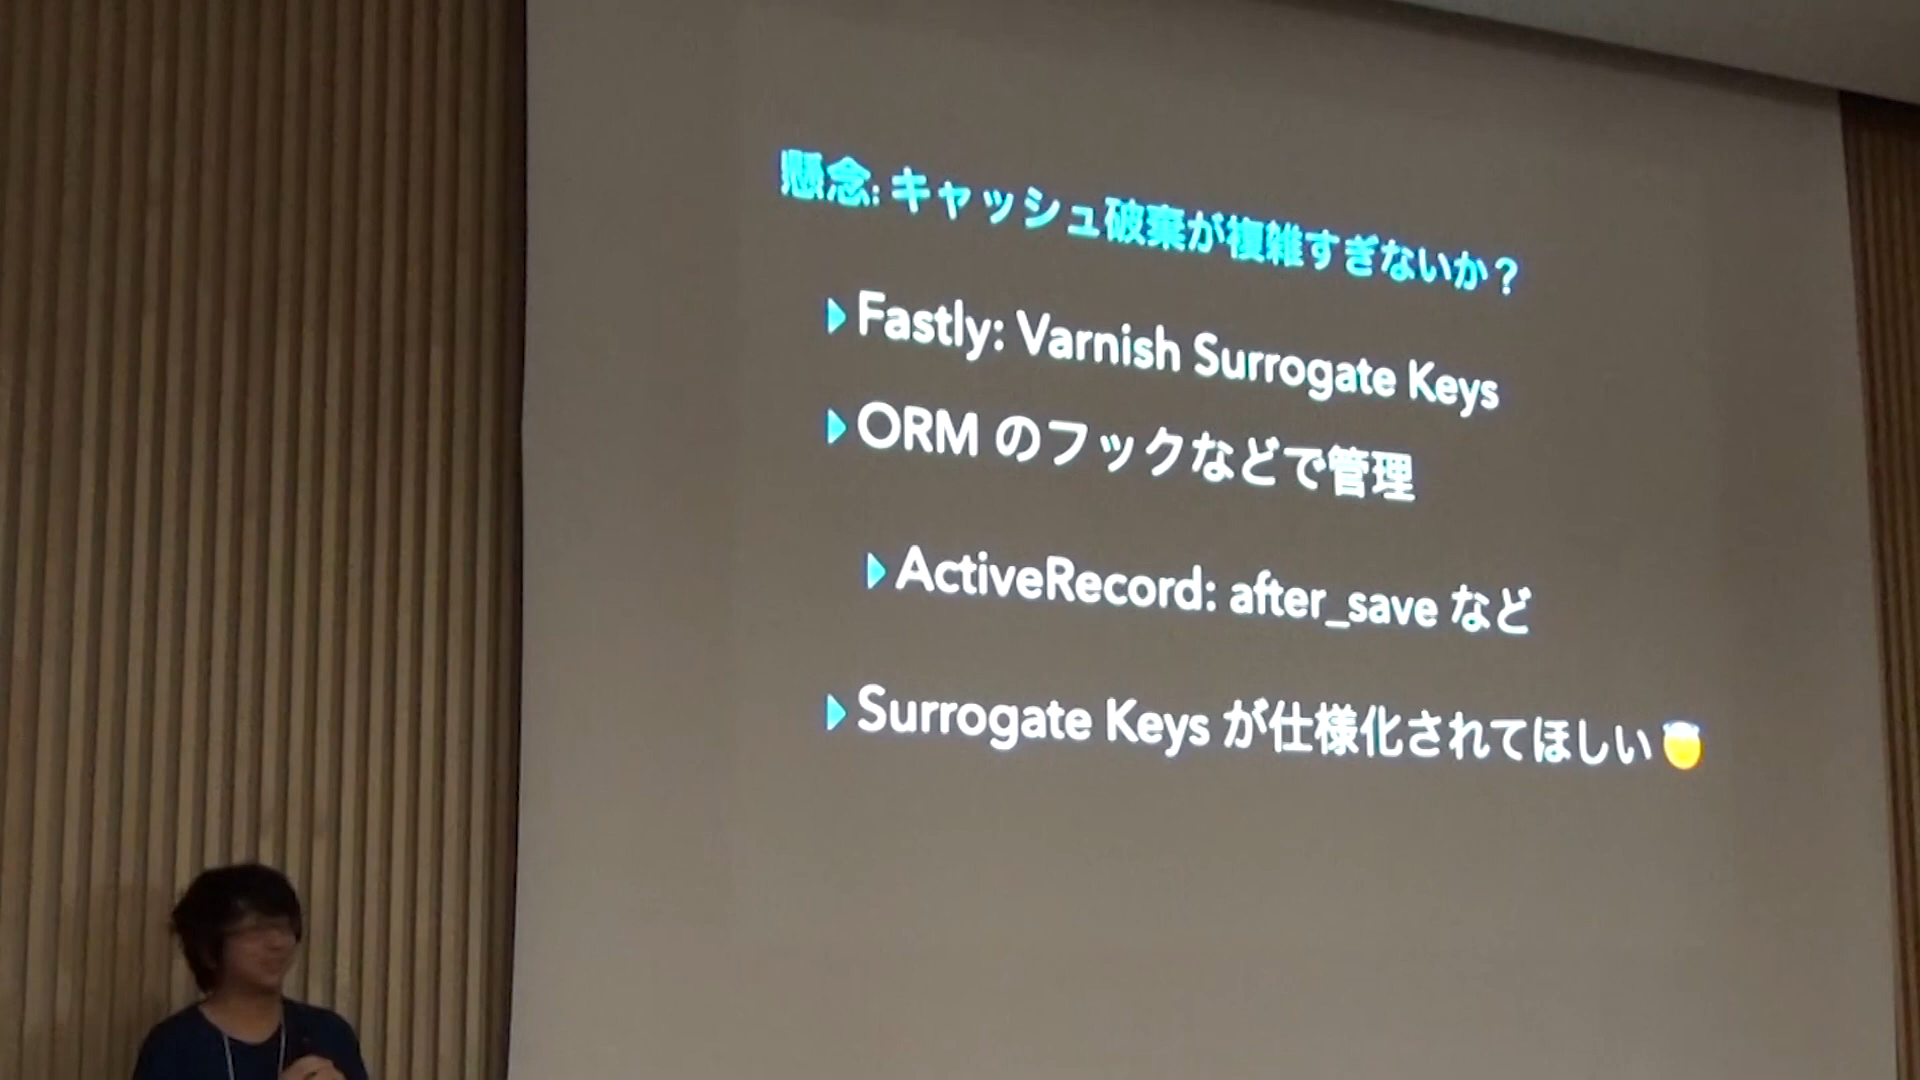 懸念: キャッシュ破棄が複雑すぎないか？
Fastly: Varnish Surrogate Keys
ORM のフックなどで管理
ActiveRecord: after_save など
Surrogate Keys が仕様化されてほしい😇